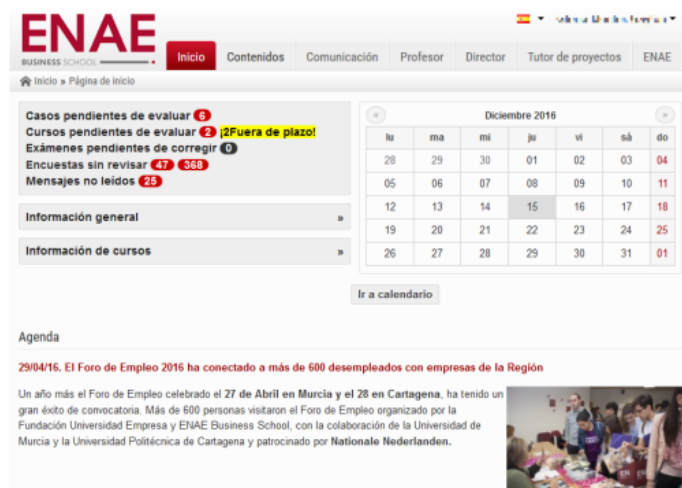 ENAE
BUSINESS SCHOOL
Inicio Contenidos Comunicación Profesor Director Tutor de proyectos ENAE
Inicio » Página de inicio
Casos pendientes de evaluar 6
Cursos pendientes de evaluar 2 ¡2Fuera de plazo!
Exámenes pendientes de corregir 0
Encuestas sin revisar 47 368
Mensajes no leídos 25
Información general »
Información de cursos »
« Diciembre 2016 »
lu ma mi ju vi sá do
28 29 30 01 02 03 04
05 06 07 08 09 10 11
12 13 14 15 16 17 18
19 20 21 22 23 24 25
26 27 28 29 30 31 01
Ir a calendario
Agenda
29/04/16. El Foro de Empleo 2016 ha conectado a más de 600 desempleados con empresas de la Región
Un año más el Foro de Empleo celebrado el 27 de Abril en Murcia y el 28 en Cartagena, ha tenido un
gran éxito de convocatoria. Más de 600 personas visitaron el Foro de Empleo organizado por la
Fundación Universidad Empresa y ENAE Business School, con la colaboración de la Universidad de
Murcia y la Universidad Politécnica de Cartagena y patrocinado por Nationale Nederlanden.